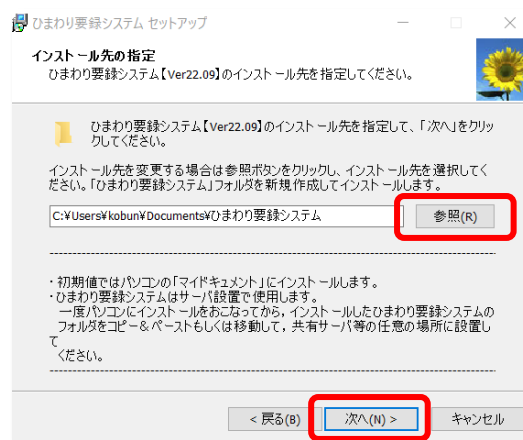 ひまわり要録システム セットアップ
インストール先の指定
ひまわり要録システム【Ver22.09】のインストール先を指定してください。
ひまわり要録システム【Ver22.09】のインストール先を指定して、「次へ」をクリッ
クしてください。
インストール先を変更する場合は参照ボタンをクリックし、インストール先を選択してく
ださい。「ひまわり要録システム」フォルダを新規作成してインストールします。
C:¥Users¥kobun¥Documents¥ひまわり要録システム
参照(R)
・初期値ではパソコンの「マイドキュメント」にインストールします。
・ひまわり要録システムはサーバ設置で使用します。
一度パソコンにインストールをおこなってから，インストールしたひまわり要録システムの
フォルダをコピー＆ペーストもしくは移動して，共有サーバ等の任意の場所に設置し
て
ください。
< 戻る(B)
次へ(N) >
キャンセル